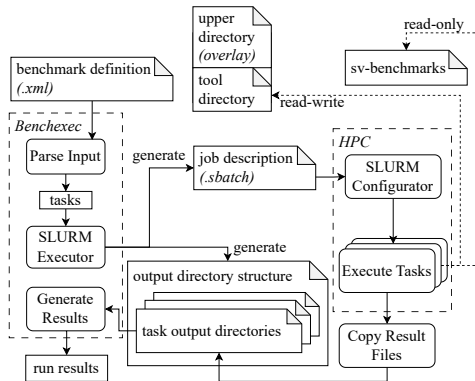 upper
directory
(overlay)
tool
directory
read-only
sv-benchmarks
read-write
benchmark definition
(.xml)
Benchexec
Parse Input
tasks
SLURM
Executor
generate
job description
(.sbatch)
generate
HPC
SLURM
Configurator
Execute Tasks
output directory structure
task output directories
Generate
Results
run results
Copy Result
Files